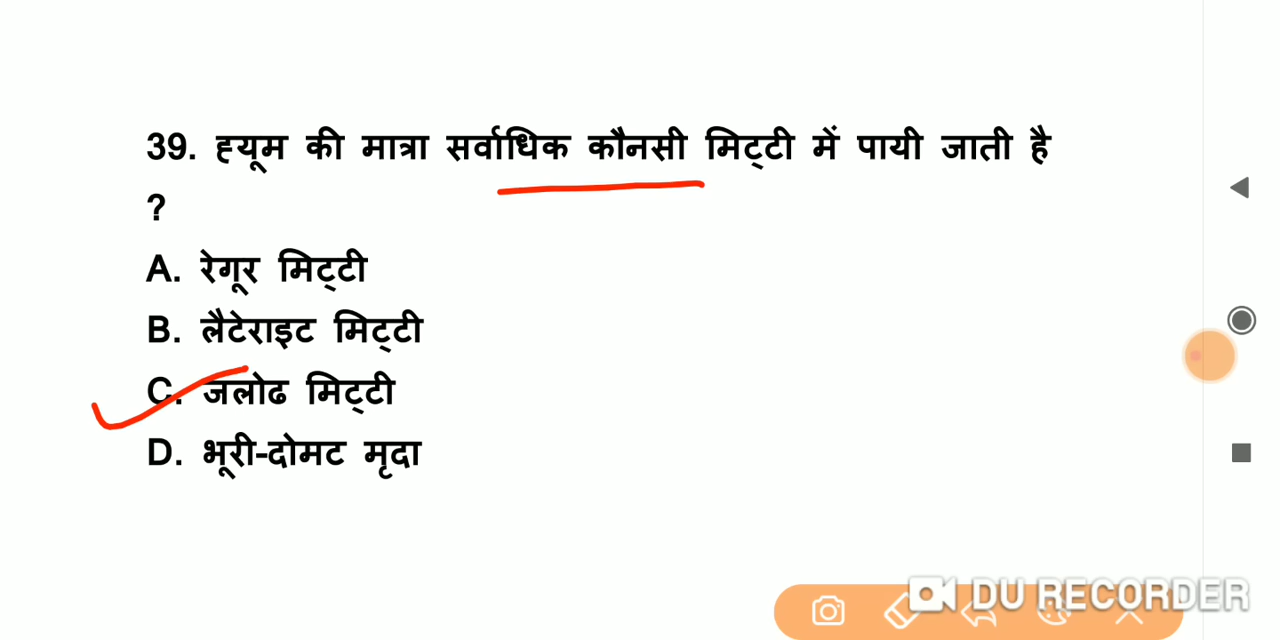 39. ह्यूम की मात्रा सर्वाधिक कौनसी मिट्टी में पायी जाती है
?
A. रेगूर मिट्टी
B. लैटेराइट मिट्टी
C. जलोढ मिट्टी
D. भूरी-दोमट मृदा
DU RECORDER